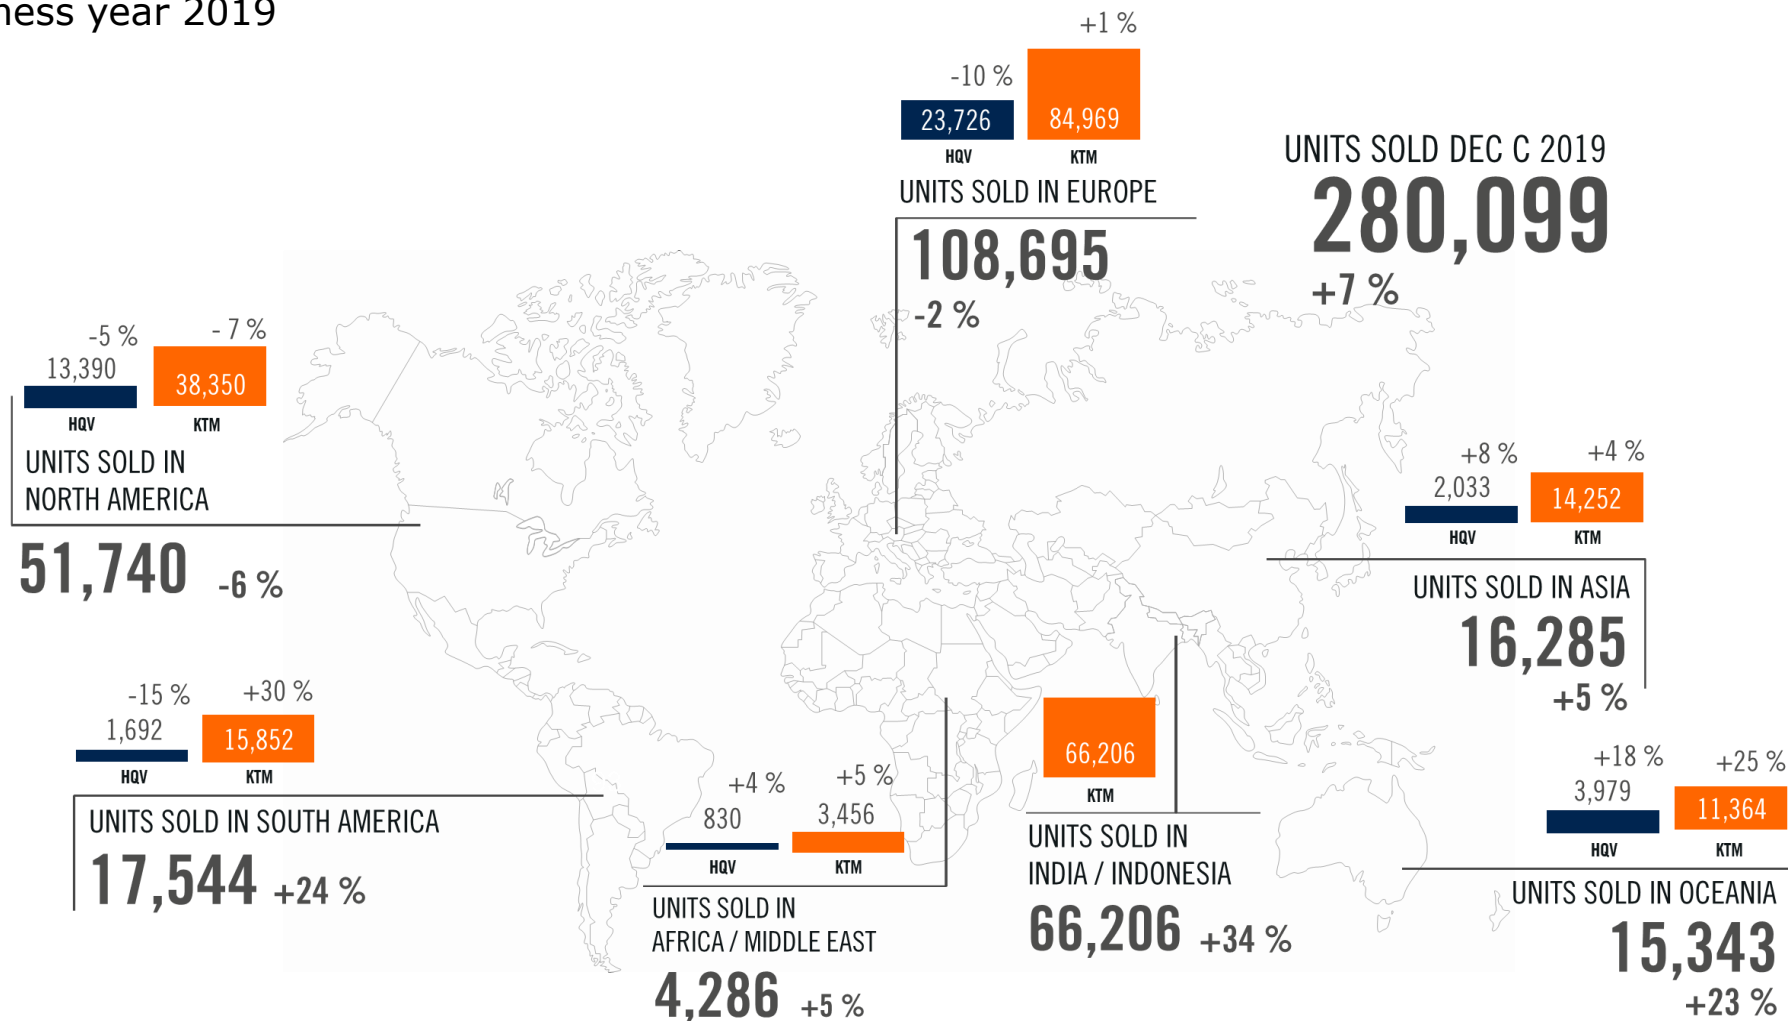 ness year 2019
+1 %
-10 %
23,726
84,969
HQV
KTM
UNITS SOLD IN EUROPE
108,695
-2 %
UNITS SOLD DEC C 2019
280,099
+7 %
-5 %
- 7 %
13,390
38,350
HQV
KTM
UNITS SOLD IN
NORTH AMERICA
51,740 -6 %
+8 %
+4 %
2,033
14,252
HQV
KTM
UNITS SOLD IN ASIA
16,285
+5 %
-15 %
+30 %
1,692
15,852
HQV
KTM
UNITS SOLD IN SOUTH AMERICA
17,544 +24 %
+4 %
+5 %
830
3,456
HQV
KTM
UNITS SOLD IN
AFRICA / MIDDLE EAST
4,286 +5 %
66,206
KTM
UNITS SOLD IN
INDIA / INDONESIA
66,206 +34 %
+18 %
+25 %
3,979
11,364
HQV
KTM
UNITS SOLD IN OCEANIA
15,343
+23 %